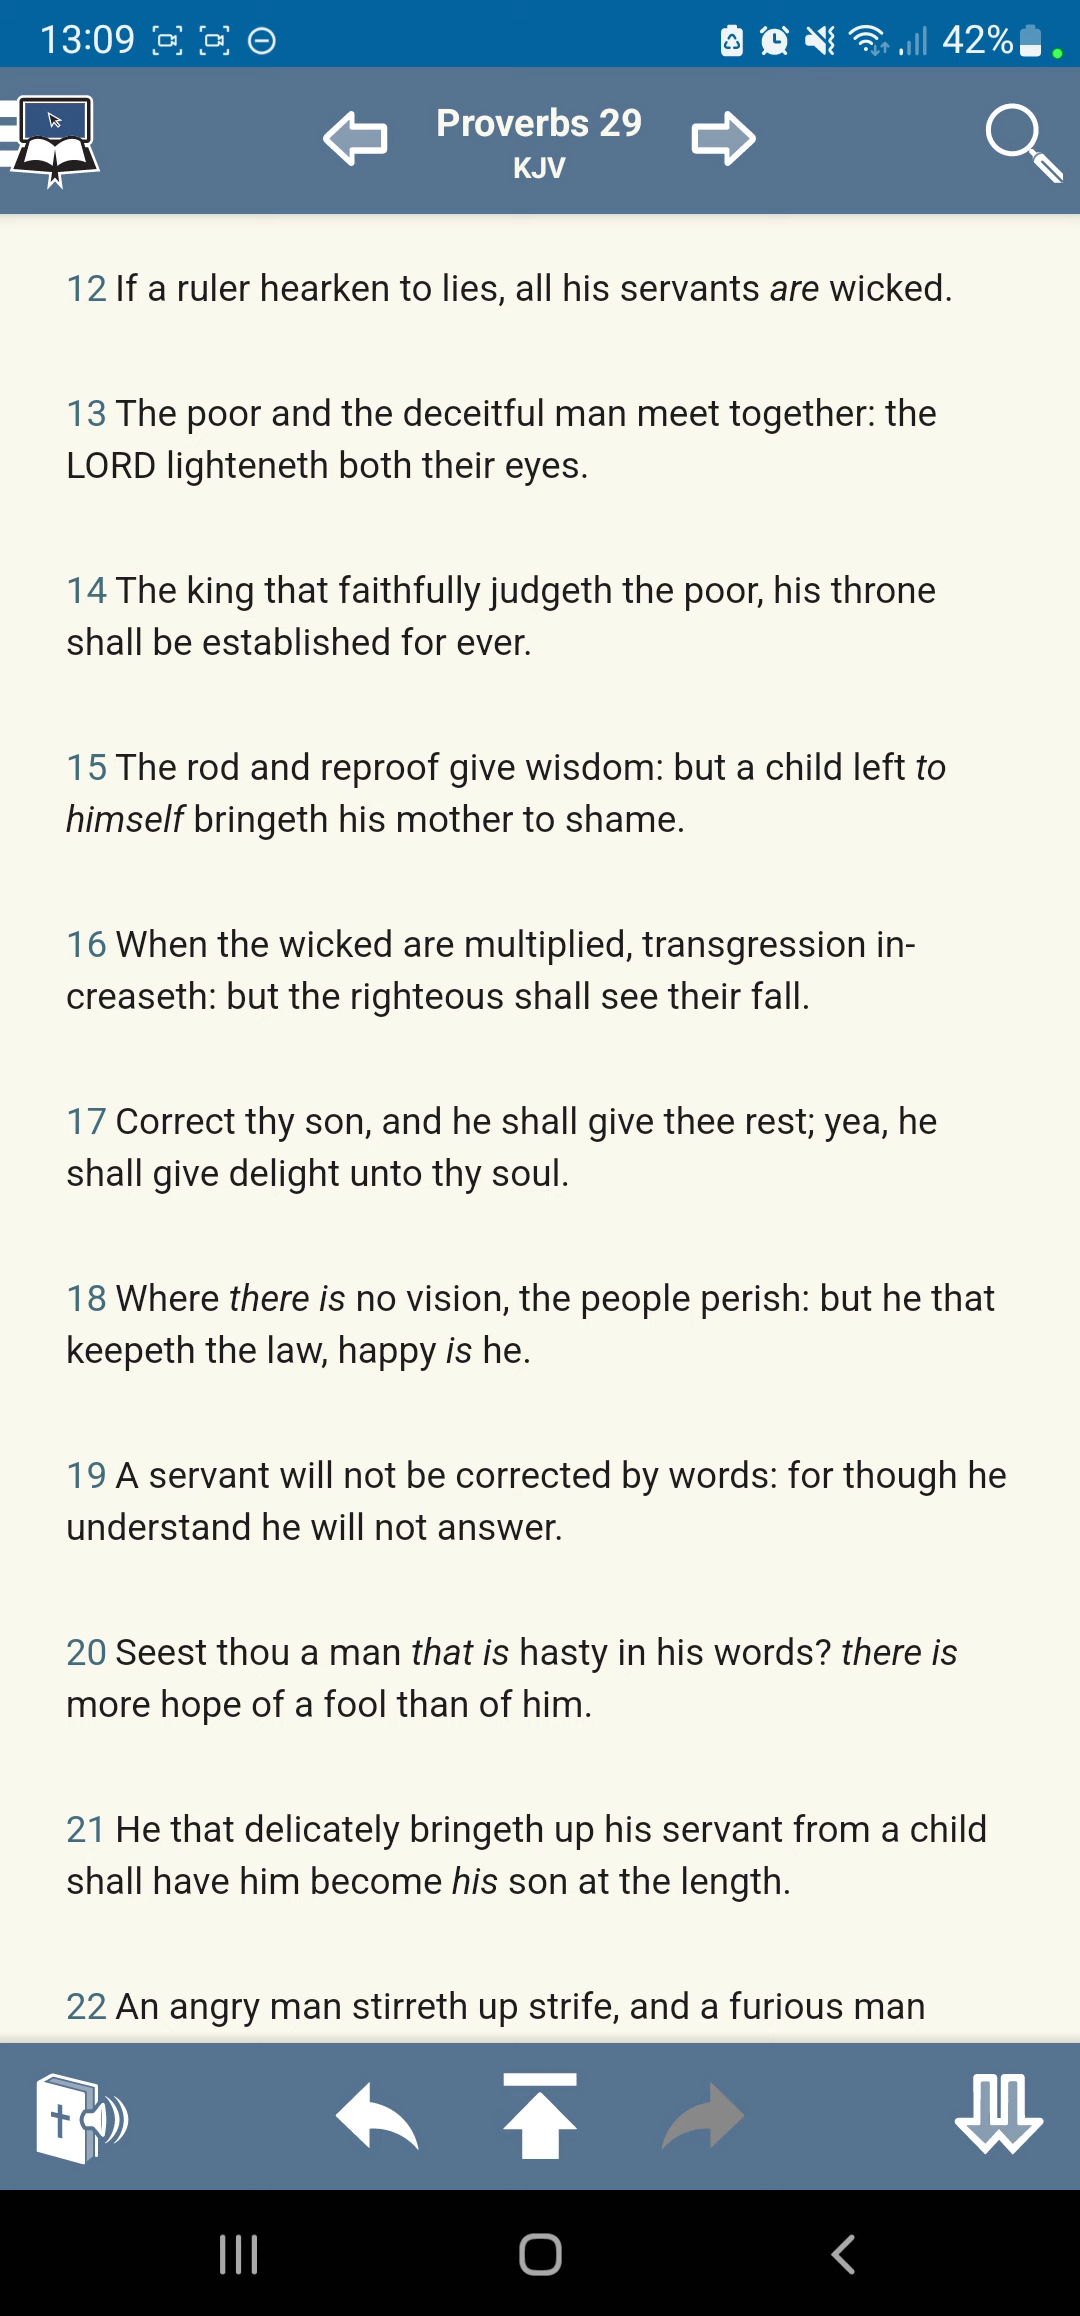 13:09
42%
Proverbs 29
KJV
12 If a ruler hearken to lies, all his servants are wicked.
13 The poor and the deceitful man meet together: the
LORD lighteneth both their eyes.
14 The king that faithfully judgeth the poor, his throne
shall be established for ever.
15 The rod and reproof give wisdom: but a child left to
himself bringeth his mother to shame.
16 When the wicked are multiplied, transgression in-
creaseth: but the righteous shall see their fall.
17 Correct thy son, and he shall give thee rest; yea, he
shall give delight unto thy soul.
18 Where there is no vision, the people perish: but he that
keepeth the law, happy is he.
19 A servant will not be corrected by words: for though he
understand he will not answer.
20 Seest thou a man that is hasty in his words? there is
more hope of a fool than of him.
21 He that delicately bringeth up his servant from a child
shall have him become his son at the length.
22 An angry man stirreth up strife, and a furious man